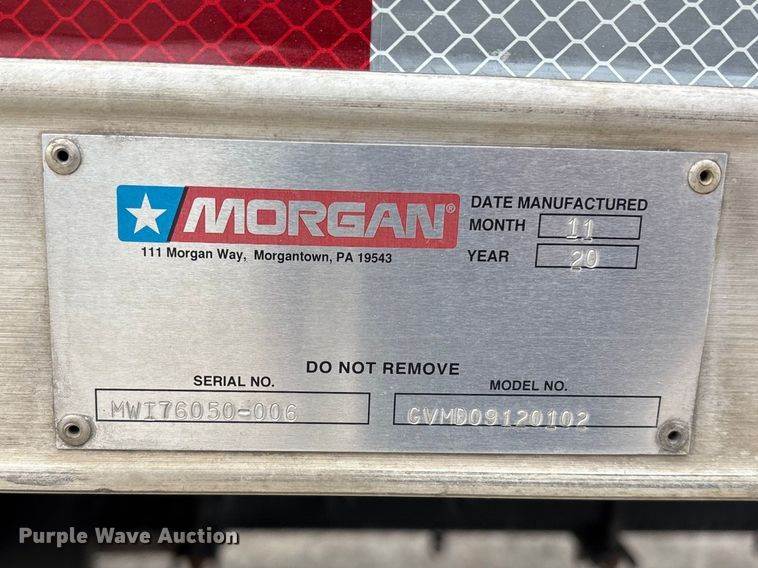 MORGAN®
111 Morgan Way, Morgantown, PA 19543
DATE MANUFACTURED
MONTH 11
YEAR 20
DO NOT REMOVE
SERIAL NO.
MWI76050-006
MODEL NO.
GVMD09120102
Purple Wave Auction